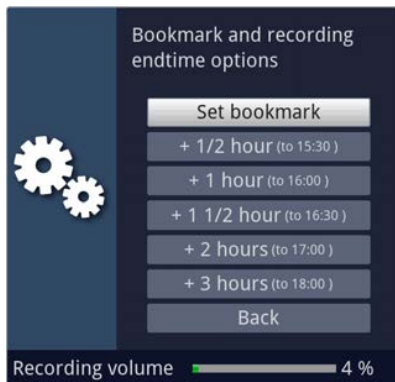 Bookmark and recording
endtime options
Set bookmark
+ 1/2 hour (to 15:30 )
+ 1 hour (to 16:00 )
+ 1 1/2 hour (to 16:30 )
+ 2 hours (to 17:00 )
+ 3 hours (to 18:00 )
Back
Recording volume 4 %